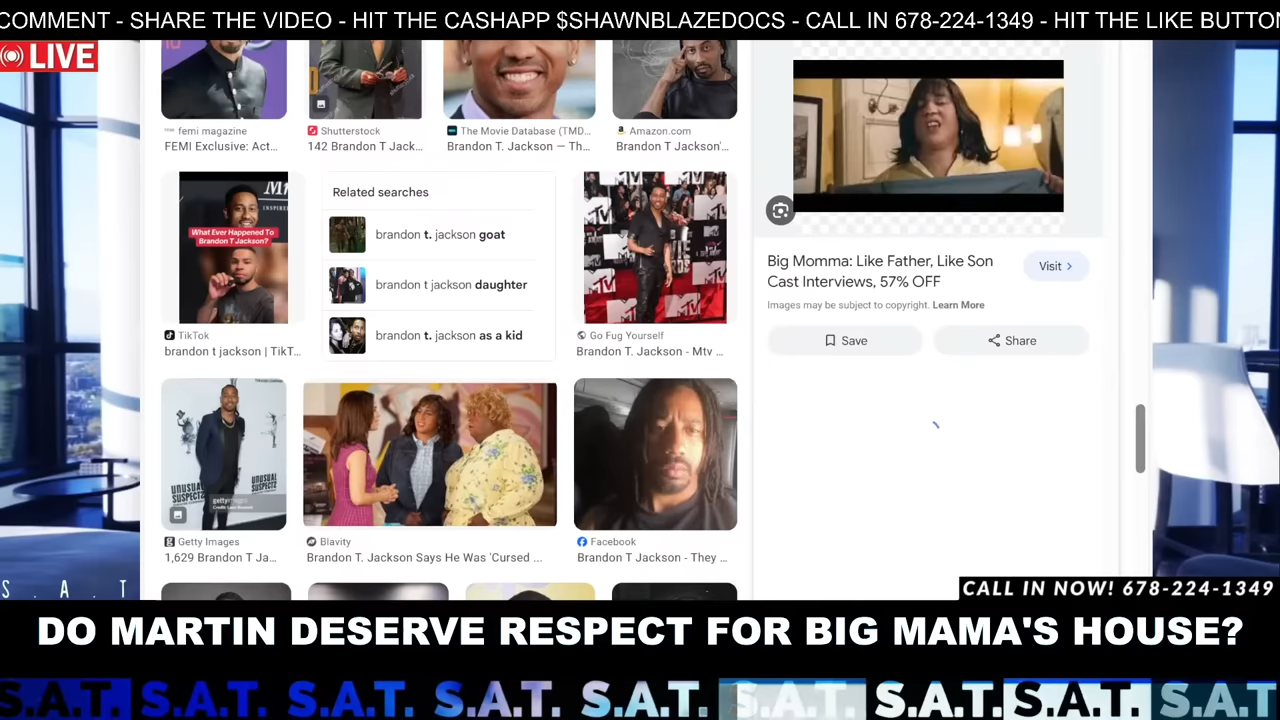 COMMENT - SHARE THE VIDEO - HIT THE CASHAPP $SHAWNBLAZEDOCS - CALL IN 678-224-1349 - HIT THE LIKE BUTTON
LIVE
femi magazine
FEMI Exclusive: Act...
Shutterstock
142 Brandon T Jack...
The Movie Database (TMD...
Brandon T. Jackson — Th...
Amazon.com
Brandon T Jackson'...
What Ever Happened To
Brandon T Jackson?
TikTok
brandon t jackson | TikT...
Related searches
brandon t. jackson goat
brandon t jackson daughter
brandon t. jackson as a kid
Go Fug Yourself
Brandon T. Jackson - Mtv ...
Big Momma: Like Father, Like Son
Cast Interviews, 57% OFF
Visit
Images may be subject to copyright. Learn More
Save
Share
UNUSUAL
SUSPECTS
gettyimages
Getty Images
1,629 Brandon T Ja...
Blavity
Brandon T. Jackson Says He Was 'Cursed ...
Facebook
Brandon T Jackson - They ...
S.A.T
CALL IN NOW! 678-224-1349
DO MARTIN DESERVE RESPECT FOR BIG MAMA'S HOUSE?
S.A.T. S.A.T. S.A.T. S.A.T. S.A.T. S.A.T. S.A.T. S.A.T. S.A.T